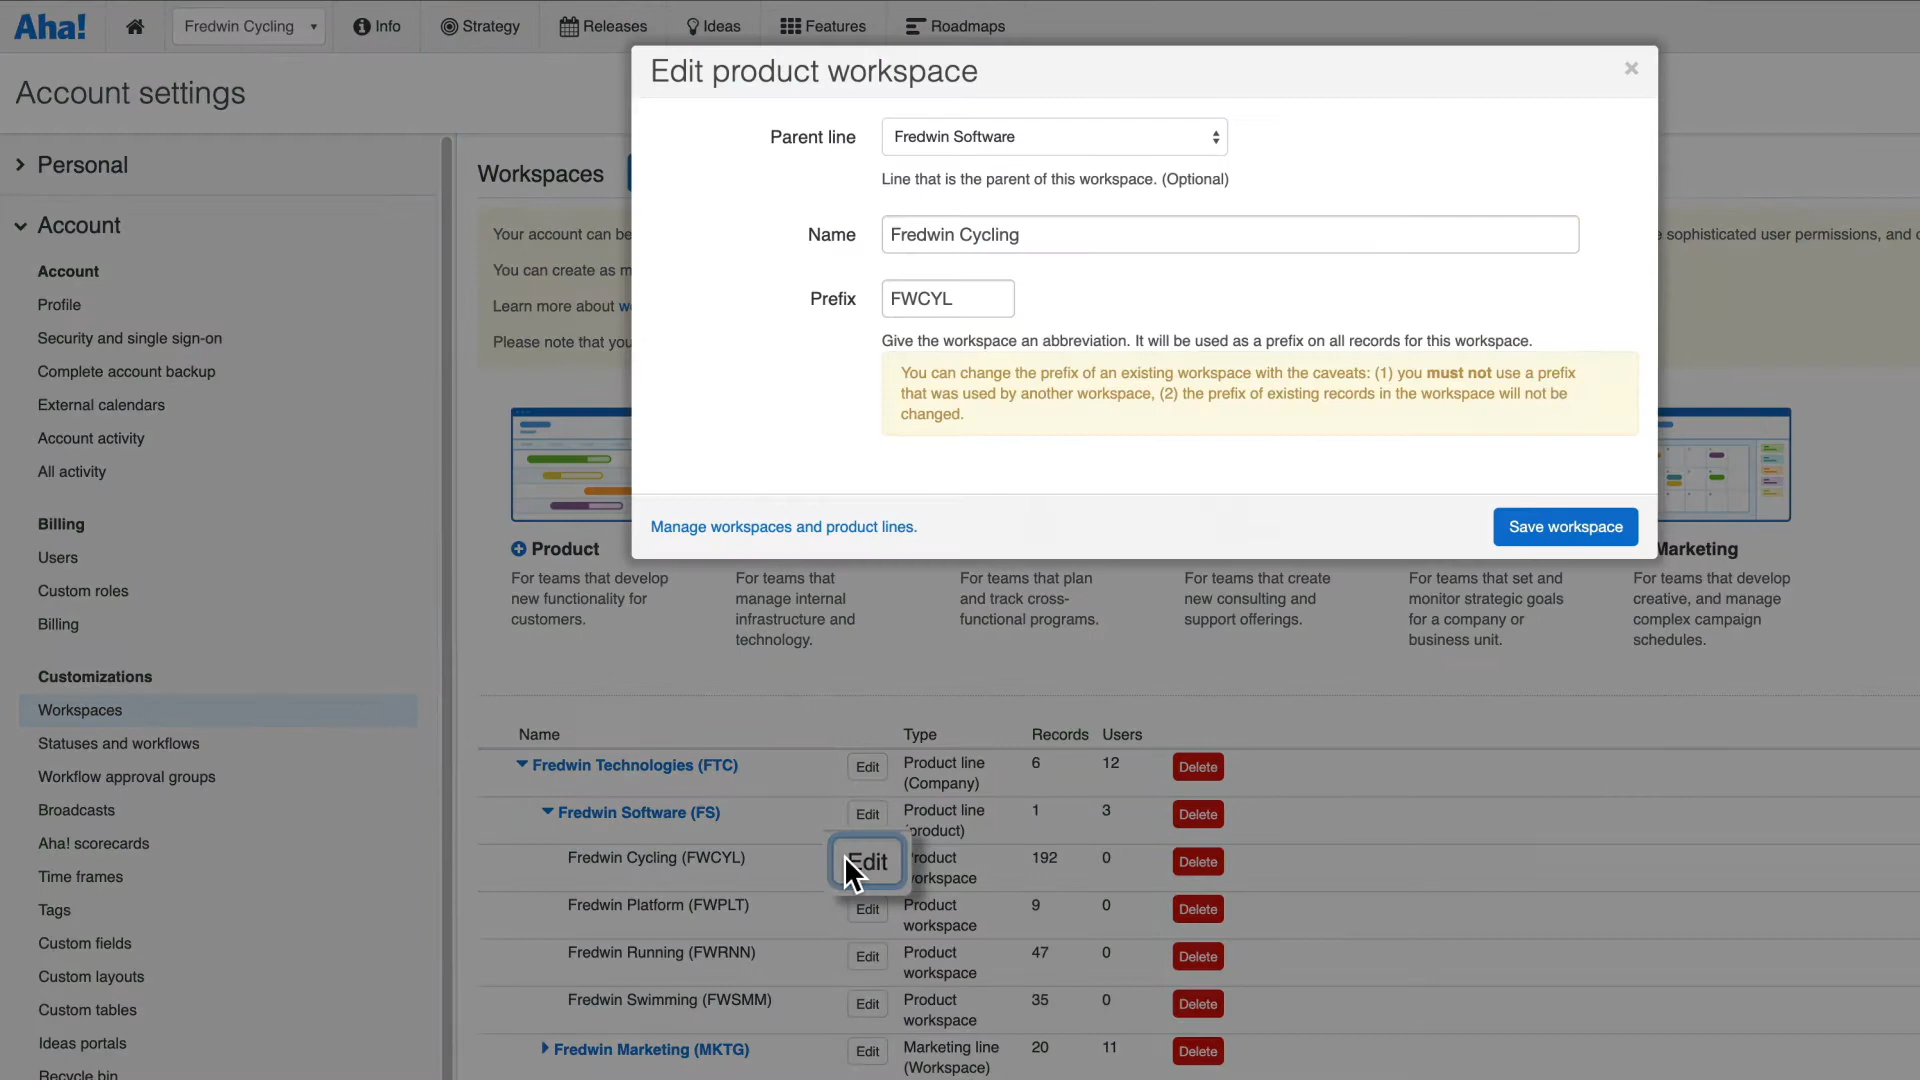 Aha!
Fredwin Cycling
Info
Strategy
Releases
Ideas
Features
Roadmaps
Account settings
Personal
Account
Account
Profile
Security and single sign-on
Complete account backup
External calendars
Account activity
All activity
Billing
Users
Custom roles
Billing
Customizations
Workspaces
Statuses and workflows
Workflow approval groups
Broadcasts
Aha! scorecards
Time frames
Tags
Custom fields
Custom layouts
Custom tables
Ideas portals
Recycle bin
Workspaces
Your account can be
sophisticated user permissions, and
You can create as
Learn more about
Please note that you
Edit product workspace
Parent line
Fredwin Software
Line that is the parent of this workspace. (Optional)
Name
Fredwin Cycling
Prefix
FWCYL
Give the workspace an abbreviation. It will be used as a prefix on all records for this workspace.
You can change the prefix of an existing workspace with the caveats: (1) you must not use a prefix
that was used by another workspace, (2) the prefix of existing records in the workspace will not be
changed.
Manage workspaces and product lines.
Save workspace
Product
For teams that develop
new functionality for
customers.
For teams that
manage internal
infrastructure and
technology.
For teams that plan
and track cross-
functional programs.
For teams that create
new consulting and
support offerings.
For teams that set and
monitor strategic goals
for a company or
business unit.
Marketing
For teams that develop
creative, and manage
complex campaign
schedules.
Name Type Records Users
Fredwin Technologies (FTC) Edit Product line 6 12 Delete
(Company)
Fredwin Software (FS) Edit Product line 1 3 Delete
(product)
Fredwin Cycling (FWCYL) Edit Product 192 0 Delete
workspace
Fredwin Platform (FWPLT) Edit Product 9 0 Delete
workspace
Fredwin Running (FWRNN) Edit Product 47 0 Delete
workspace
Fredwin Swimming (FWSMM) Edit Product 35 0 Delete
workspace
Fredwin Marketing (MKTG) Edit Marketing line 20 11 Delete
(Workspace)